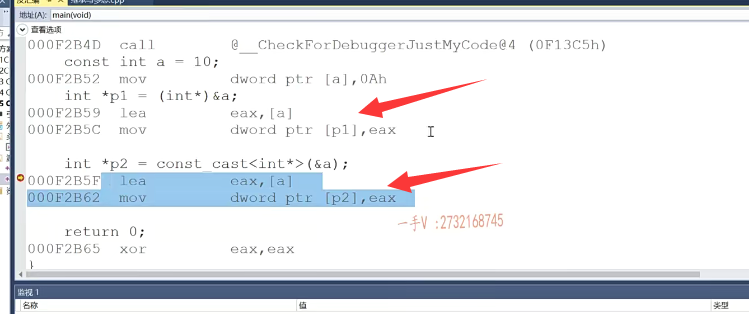 地址(A): main(void)
查看选项
000F2B4D call @__CheckForDebuggerJustMyCode@4 (0F13C5h)
const int a = 10;
000F2B52 mov dword ptr [a],0Ah
int *p1 = (int*)&a;
000F2B59 lea eax,[a]
000F2B5C mov dword ptr [p1],eax
int *p2 = const_cast<int*>(&a);
000F2B5F lea eax,[a]
000F2B62 mov dword ptr [p2],eax
一手V :2732168745
return 0;
000F2B65 xor eax,eax
}
监视 1
名称 值 类型